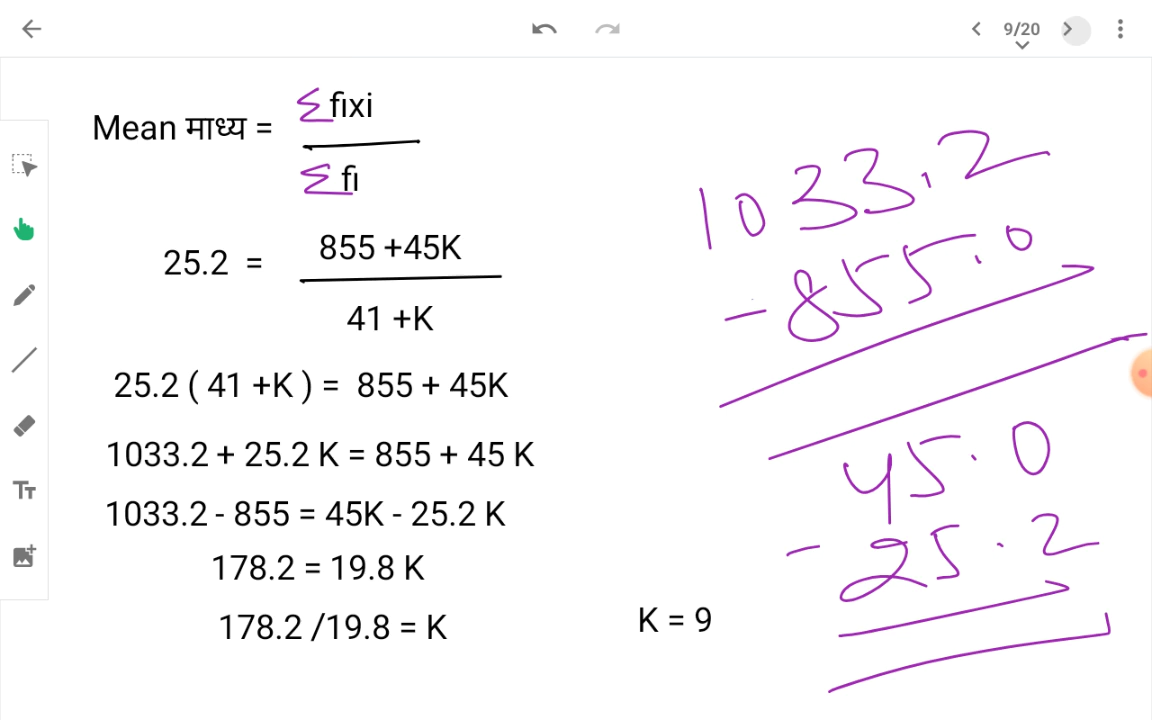 9/20
Mean माध्य = Σfixi
Σfi
25.2 = 855 +45K
41 +K
25.2 ( 41 +K ) = 855 + 45K
1033.2 + 25.2 K = 855 + 45 K
1033.2 - 855 = 45K - 25.2 K
178.2 = 19.8 K
178.2 /19.8 = K
K = 9
1033.2
- 855.0
45.0
- 25.2
Tт